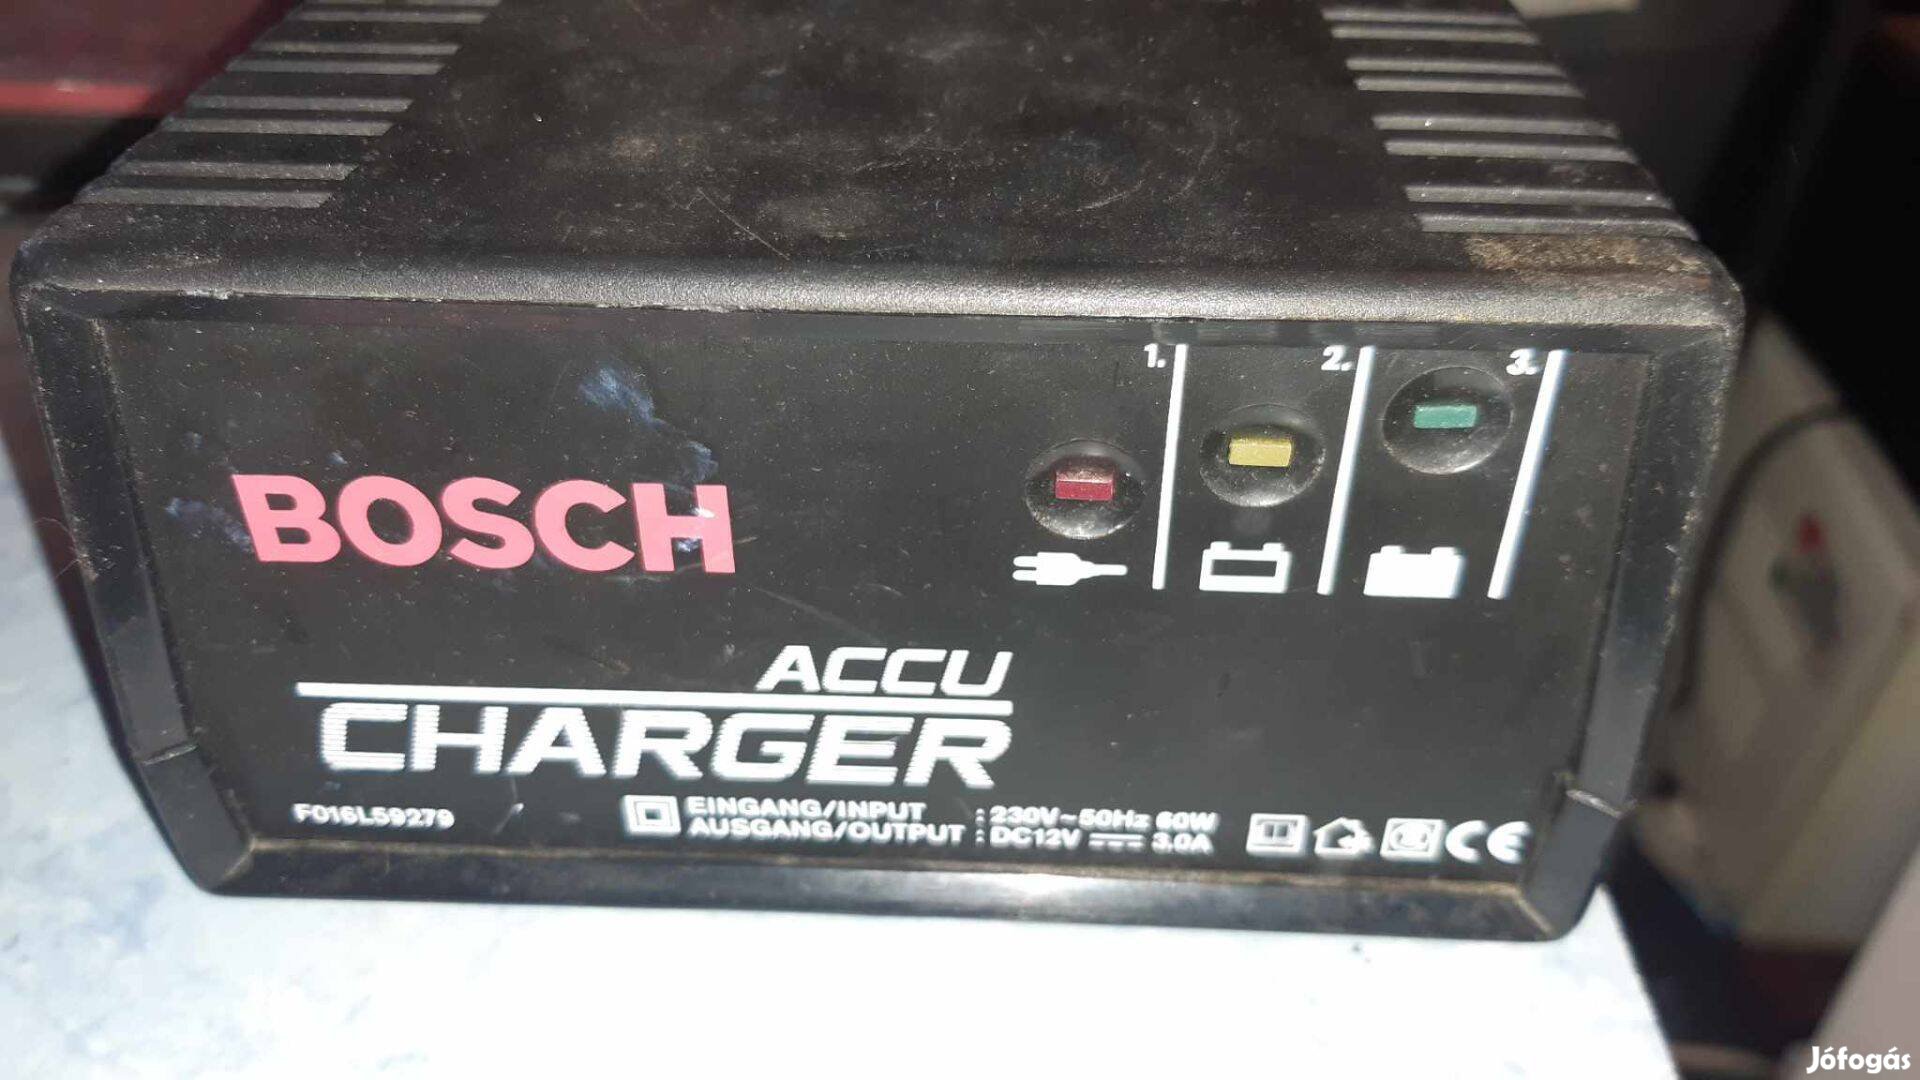 1. 2. 3.
BOSCH
ACCU
CHARGER
F016L59279
EINGANG/INPUT : 230V~50Hz 60W
AUSGANG/OUTPUT : DC12V ⎓ 3.0A
CE
Jófogás